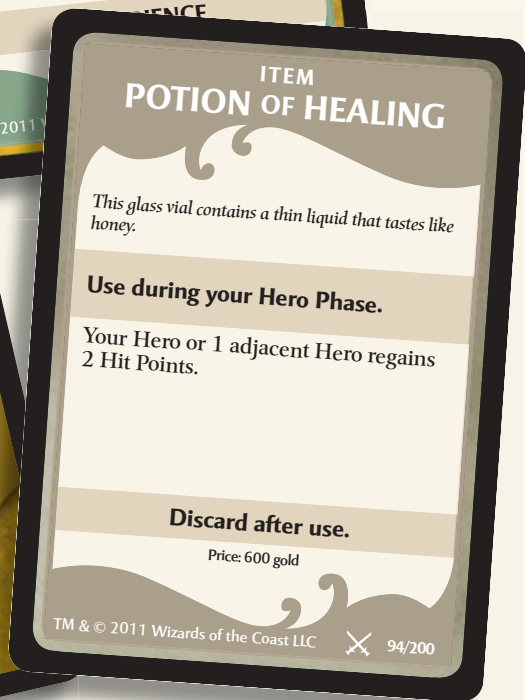 2011
ITEM
POTION OF HEALING
This glass vial contains a thin liquid that tastes like
honey.
Use during your Hero Phase.
Your Hero or 1 adjacent Hero regains
2 Hit Points.
Discard after use.
Price: 600 gold
TM & © 2011 Wizards of the Coast LLC
94/200